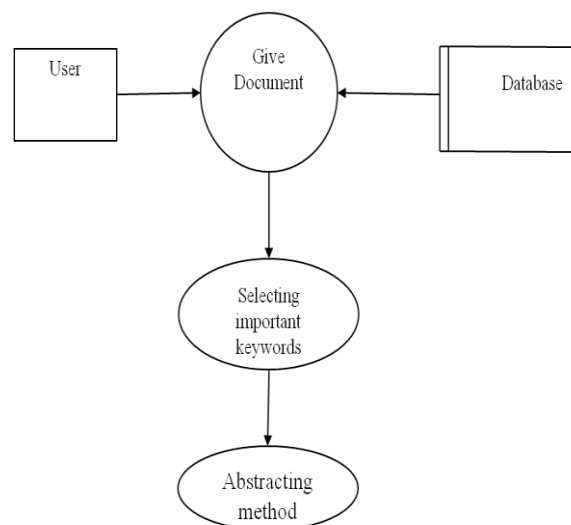 User
Give
Document
Database
Selecting
important
keywords
Abstracting
method